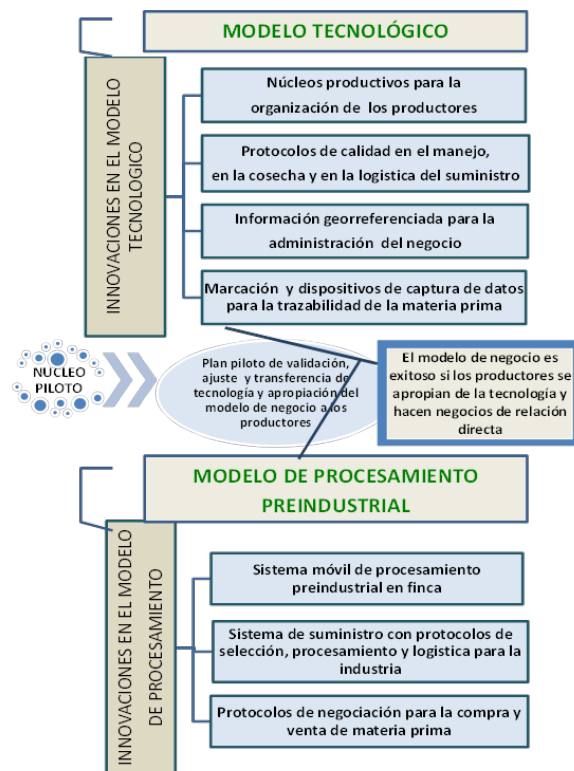 MODELO TECNOLÓGICO
INNOVACIONES EN EL MODELO
TECNOLOGICO
Núcleos productivos para la
organización de los productores
Protocolos de calidad en el manejo,
en la cosecha y en la logistica del suministro
Información georreferenciada para la
administración del negocio
Marcación y dispositivos de captura de datos
para la trazabilidad de la materia prima
NUCLEO
PILOTO
Plan piloto de validación,
ajuste y transferencia de
tecnología y apropiación del
modelo de negocio a los
productores
El modelo de negocio es
exitoso si los productores se
apropian de la tecnología y
hacen negocios de relación
directa
MODELO DE PROCESAMIENTO
PREINDUSTRIAL
INNOVACIONES EN EL MODELO
DE PROCESAMIENTO
Sistema móvil de procesamiento
preindustrial en finca
Sistema de suministro con protocolos de
selección, procesamiento y logistica para la
industria
Protocolos de negociación para la compra y
venta de materia prima